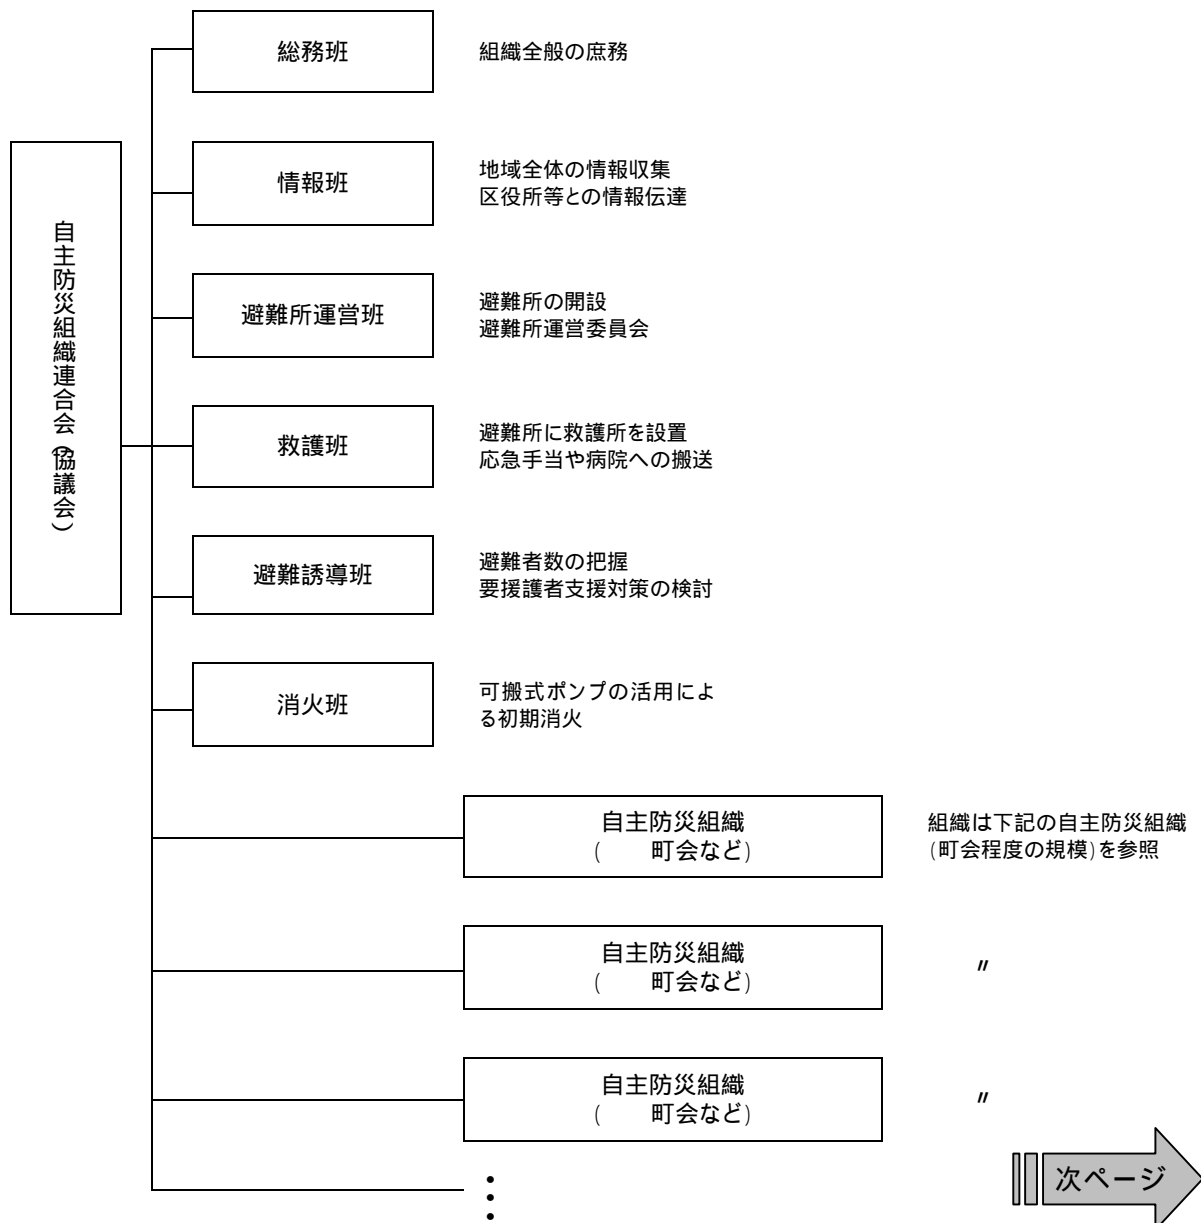 総務班
組織全般の庶務
情報班
地域全体の情報収集
区役所等との情報伝達
自主防災組織連合会(協議会)
避難所運営班
避難所の開設
避難所運営委員会
救護班
避難所に救護所を設置
応急手当や病院への搬送
避難誘導班
避難者数の把握
要援護者支援対策の検討
消火班
可搬式ポンプの活用によ
る初期消火
自主防災組織
(　　町会など)
組織は下記の自主防災組織
(町会程度の規模)を参照
自主防災組織
(　　町会など)
〃
自主防災組織
(　　町会など)
〃
次ページ